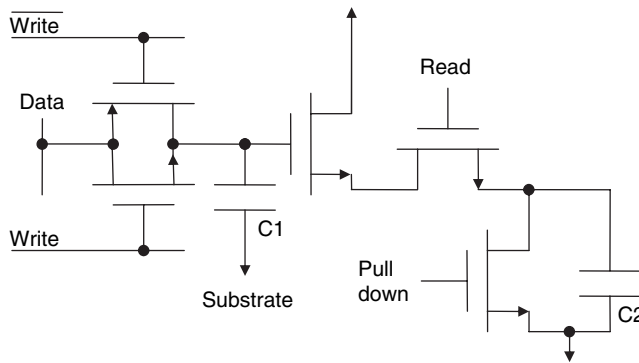 Write
Data
Read
Write
C1
Substrate
Pull
down
C2